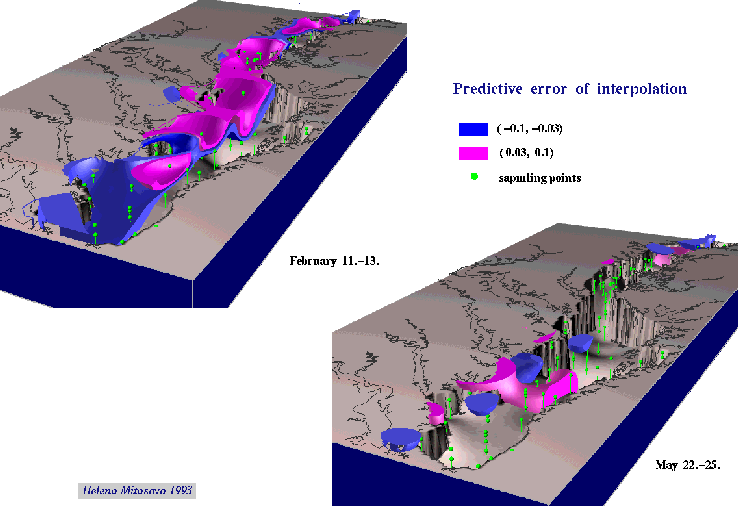 Predictive error of interpolation
(−0.1, −0.03)
(0.03, 0.1)
sapmling points
February 11.−13.
May 22.−25.
Helena Mitasova 1993